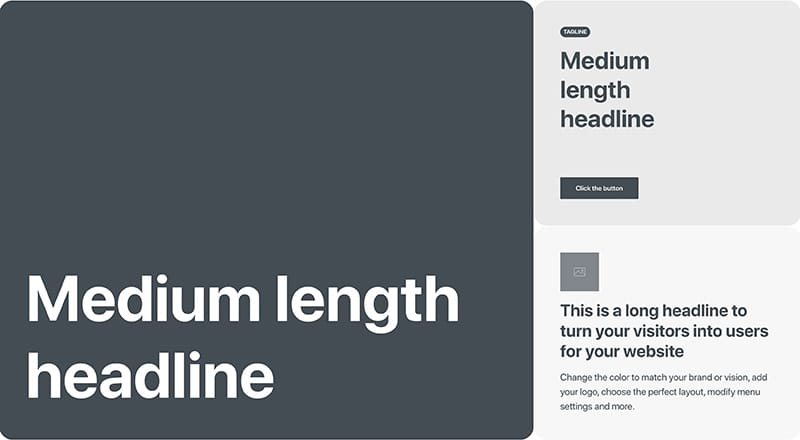 Medium length
headline
TAGLINE
Medium
length
headline
Click the button
This is a long headline to
turn your visitors into users
for your website
Change the color to match your brand or vision, add
your logo, choose the perfect layout, modify menu
settings and more.